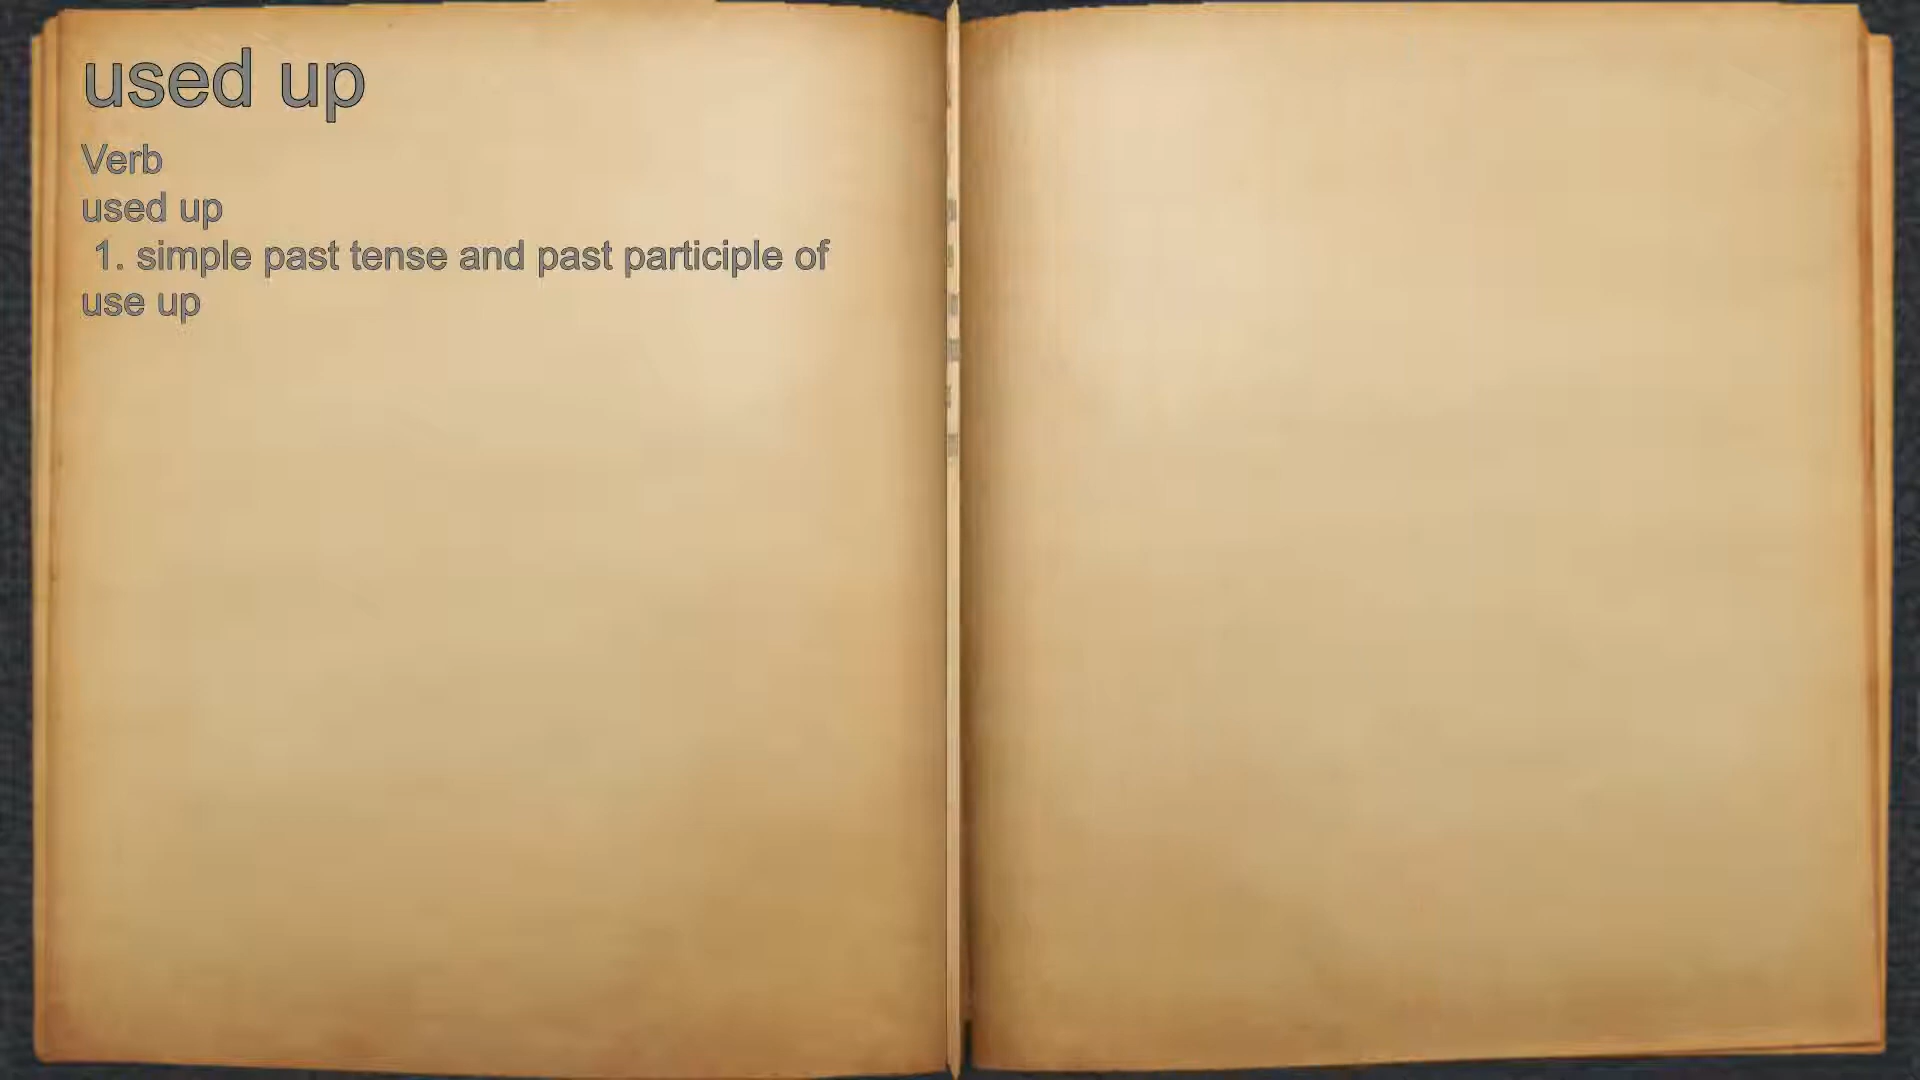 used up
Verb
used up
1. simple past tense and past participle of
use up